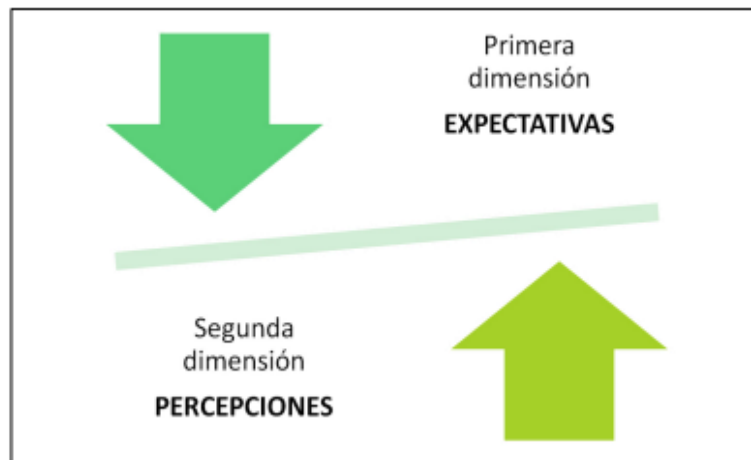 Primera
dimensión
EXPECTATIVAS
Segunda
dimensión
PERCEPCIONES